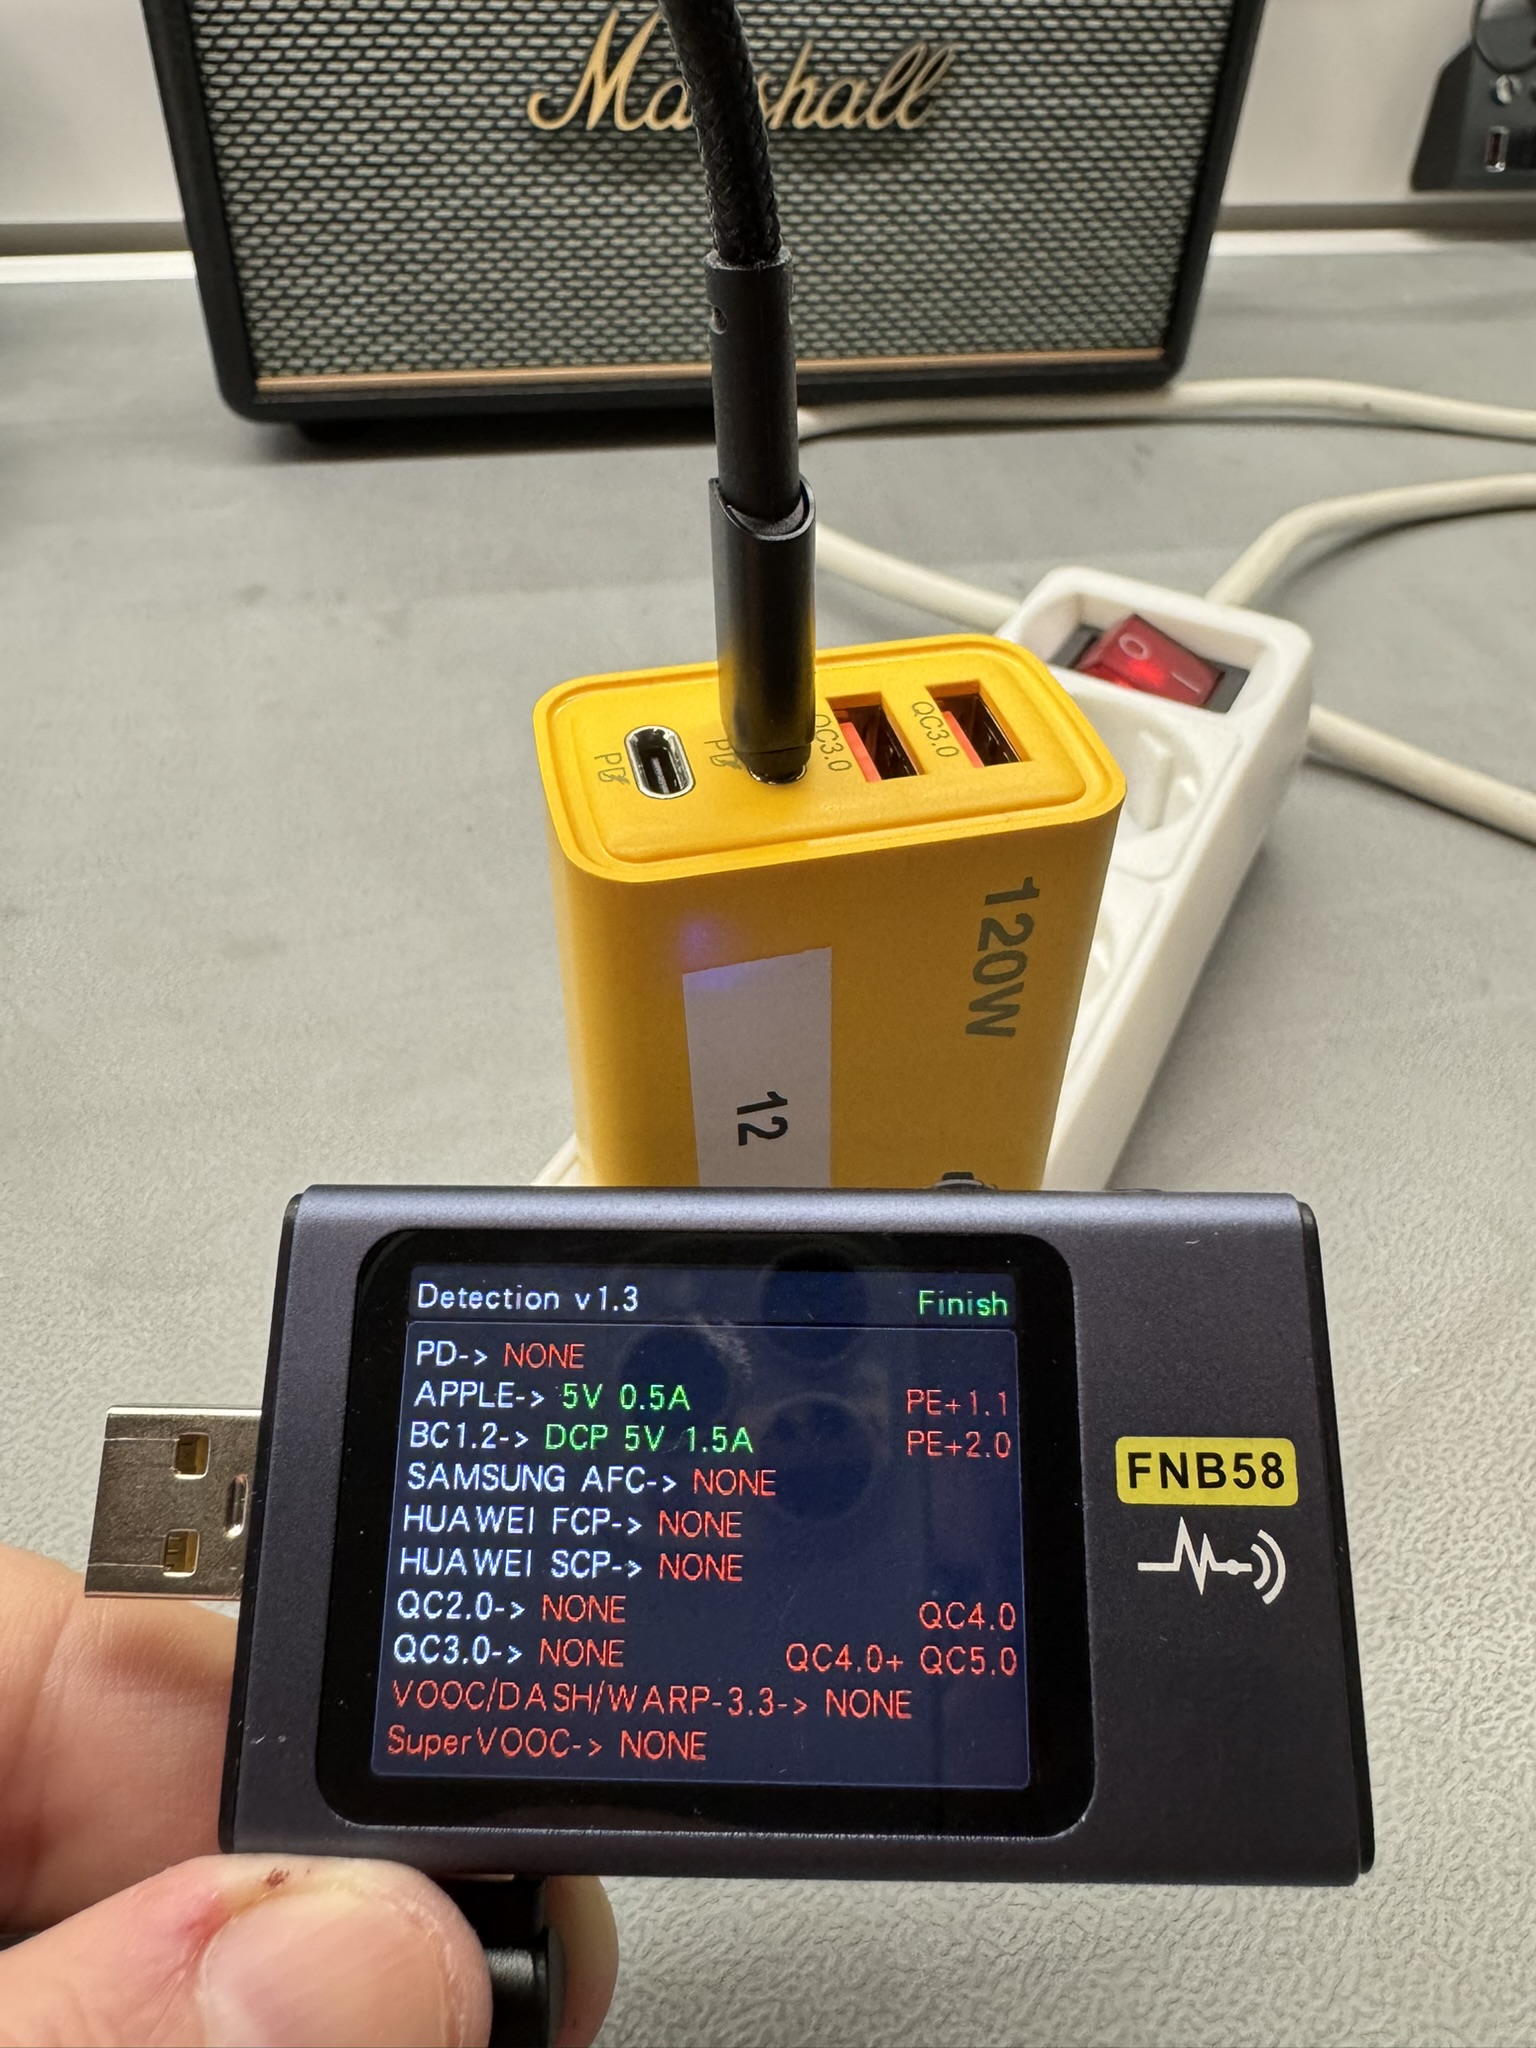 Marshall
PD
PD
QC3.0
QC3.0
120W
12
Detection v1.3 Finish
PD-> NONE
APPLE-> 5V 0.5A PE+1.1
BC1.2-> DCP 5V 1.5A PE+2.0
SAMSUNG AFC-> NONE
HUAWEI FCP-> NONE
HUAWEI SCP-> NONE
QC2.0-> NONE QC4.0
QC3.0-> NONE QC4.0+ QC5.0
VOOC/DASH/WARP-3.3-> NONE
SuperVOOC-> NONE
FNB58